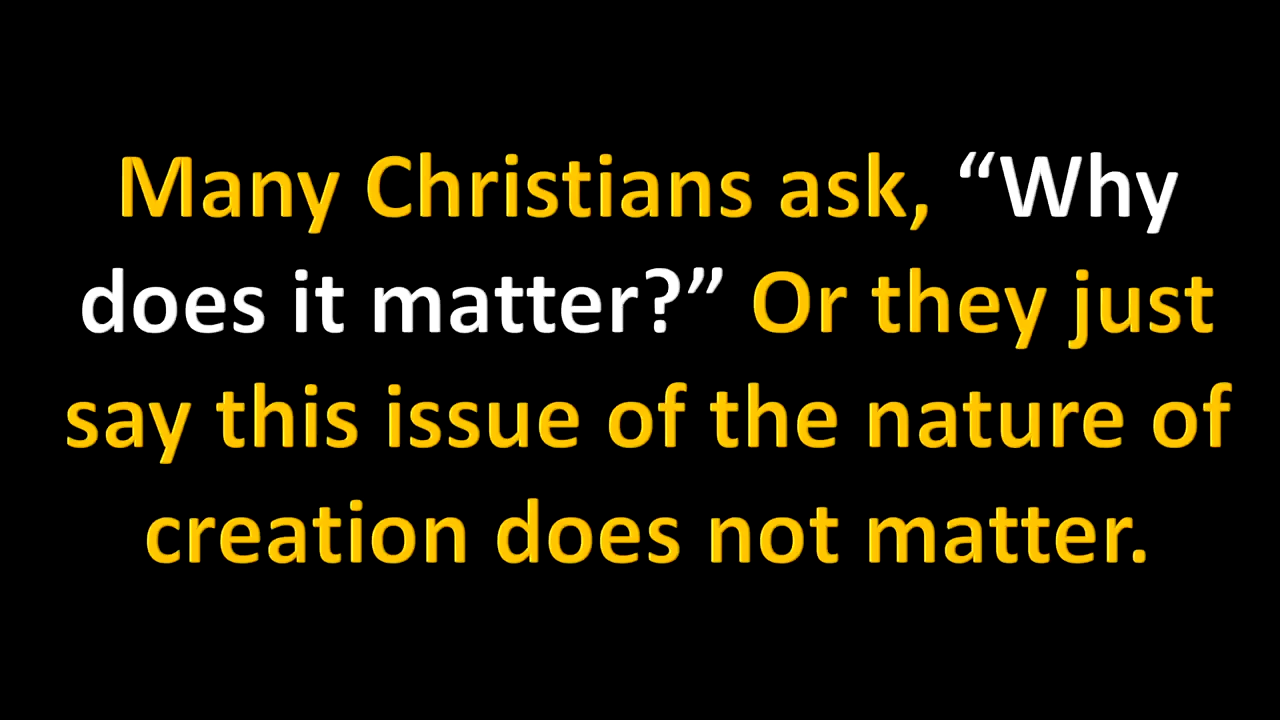 Many Christians ask, “Why
does it matter?” Or they just
say this issue of the nature of
creation does not matter.